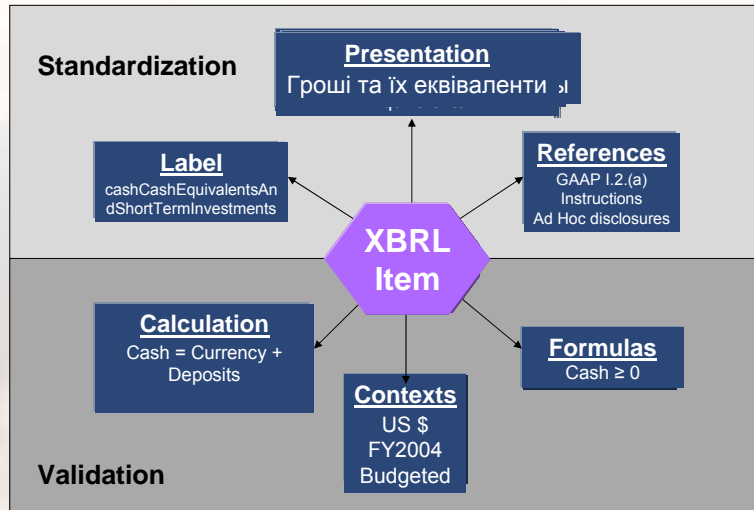 Standardization
Presentation
Гроші та їх еквіваленти ы
Label
cashCashEquivalentsAn
dShortTermInvestments
References
GAAP I.2.(a)
Instructions
Ad Hoc disclosures
XBRL
Item
Calculation
Cash = Currency +
Deposits
Contexts
US $
FY2004
Budgeted
Formulas
Cash ≥ 0
Validation